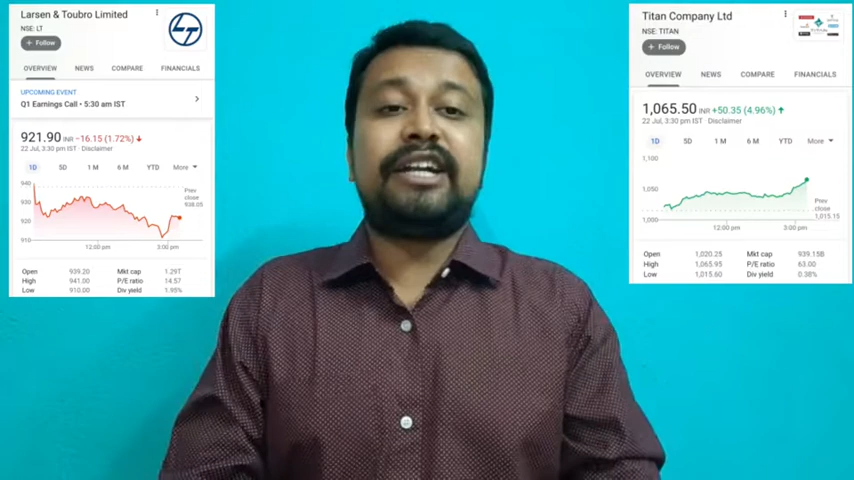 Larsen & Toubro Limited
NSE: LT
+ Follow
OVERVIEW NEWS COMPARE FINANCIALS
UPCOMING EVENT
Q1 Earnings Call • 5:30 am IST
921.90 INR −16.15 (1.72%)
22 Jul, 3:30 pm IST · Disclaimer
1D 5D 1 M 6 M YTD More
940
930
920
910
Prev
close
938.05
12:00 pm 3:00 pm
Open 939.20 Mkt cap 1.29T
High 941.00 P/E ratio 14.57
Low 910.00 Div yield 1.95%
Titan Company Ltd
NSE: TITAN
+ Follow
OVERVIEW NEWS COMPARE FINANCIALS
1,065.50 INR +50.35 (4.96%)
22 Jul, 3:30 pm IST · Disclaimer
1D 5D 1 M 6 M YTD More
1,100
1,050
1,000
Prev
close
1,015.15
12:00 pm 3:00 pm
Open 1,020.25 Mkt cap 939.15B
High 1,065.95 P/E ratio 63.00
Low 1,015.60 Div yield 0.38%